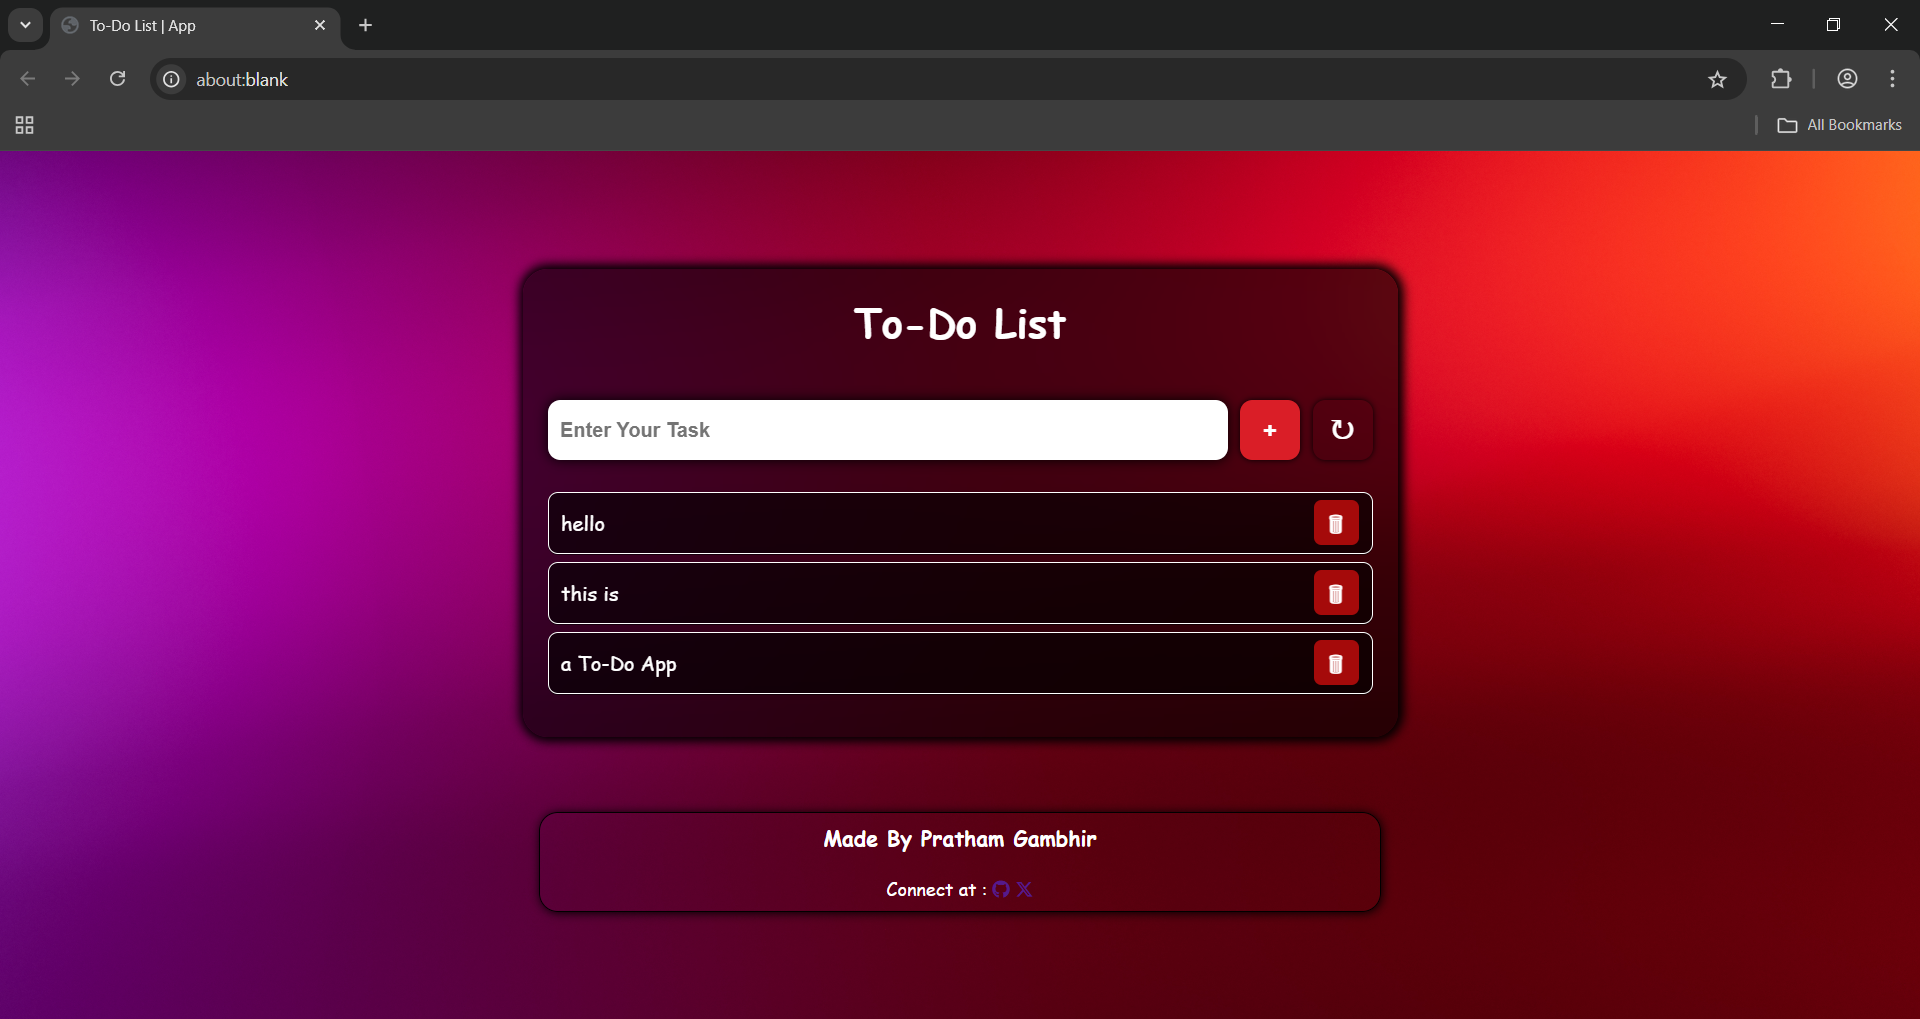 To-Do List | App
about:blank
All Bookmarks
To-Do List
Enter Your Task
+
hello
this is
a To-Do App
Made By Pratham Gambhir
Connect at :